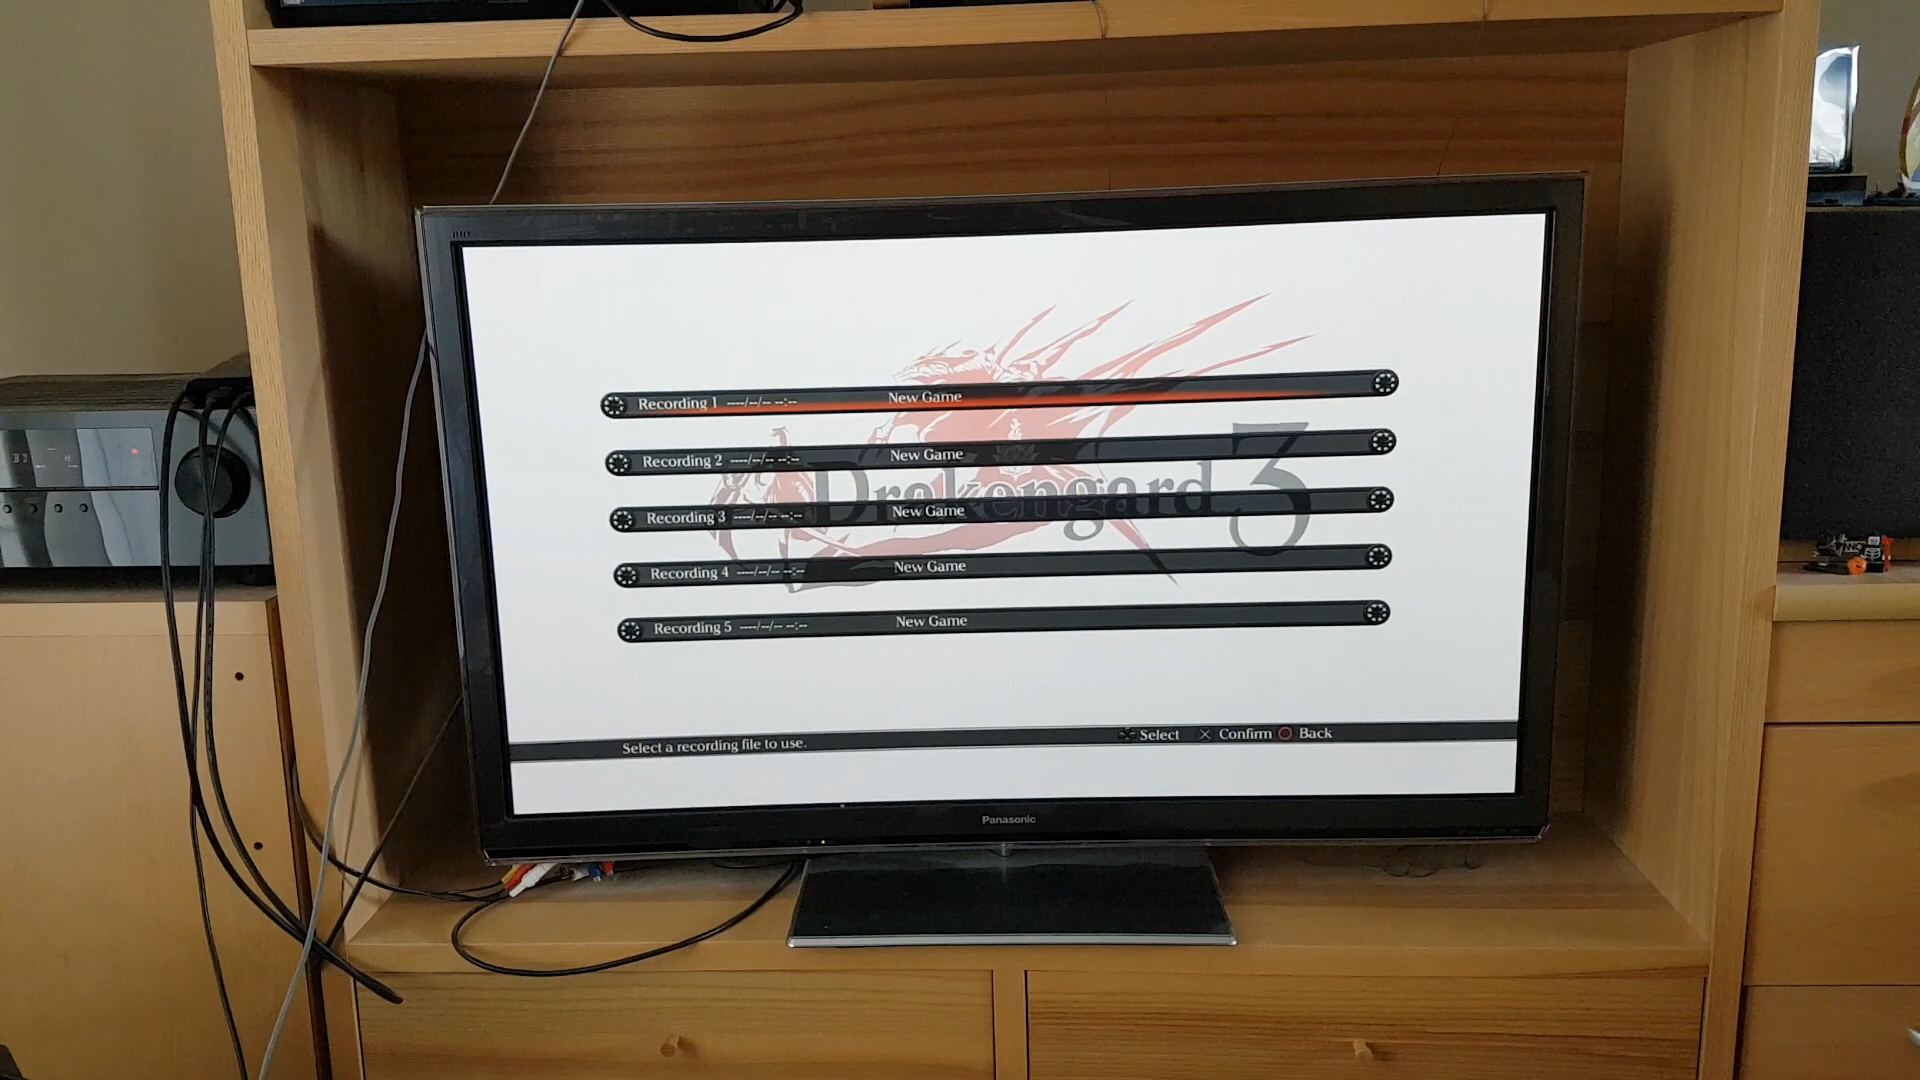 Recording 1 ----/--/-- --:-- New Game
Recording 2 ----/--/-- --:-- New Game
Drakengard 3
Recording 3 ----/--/-- --:-- New Game
Recording 4 ----/--/-- --:-- New Game
Recording 5 ----/--/-- --:-- New Game
Select a recording file to use. Select Confirm Back
Panasonic